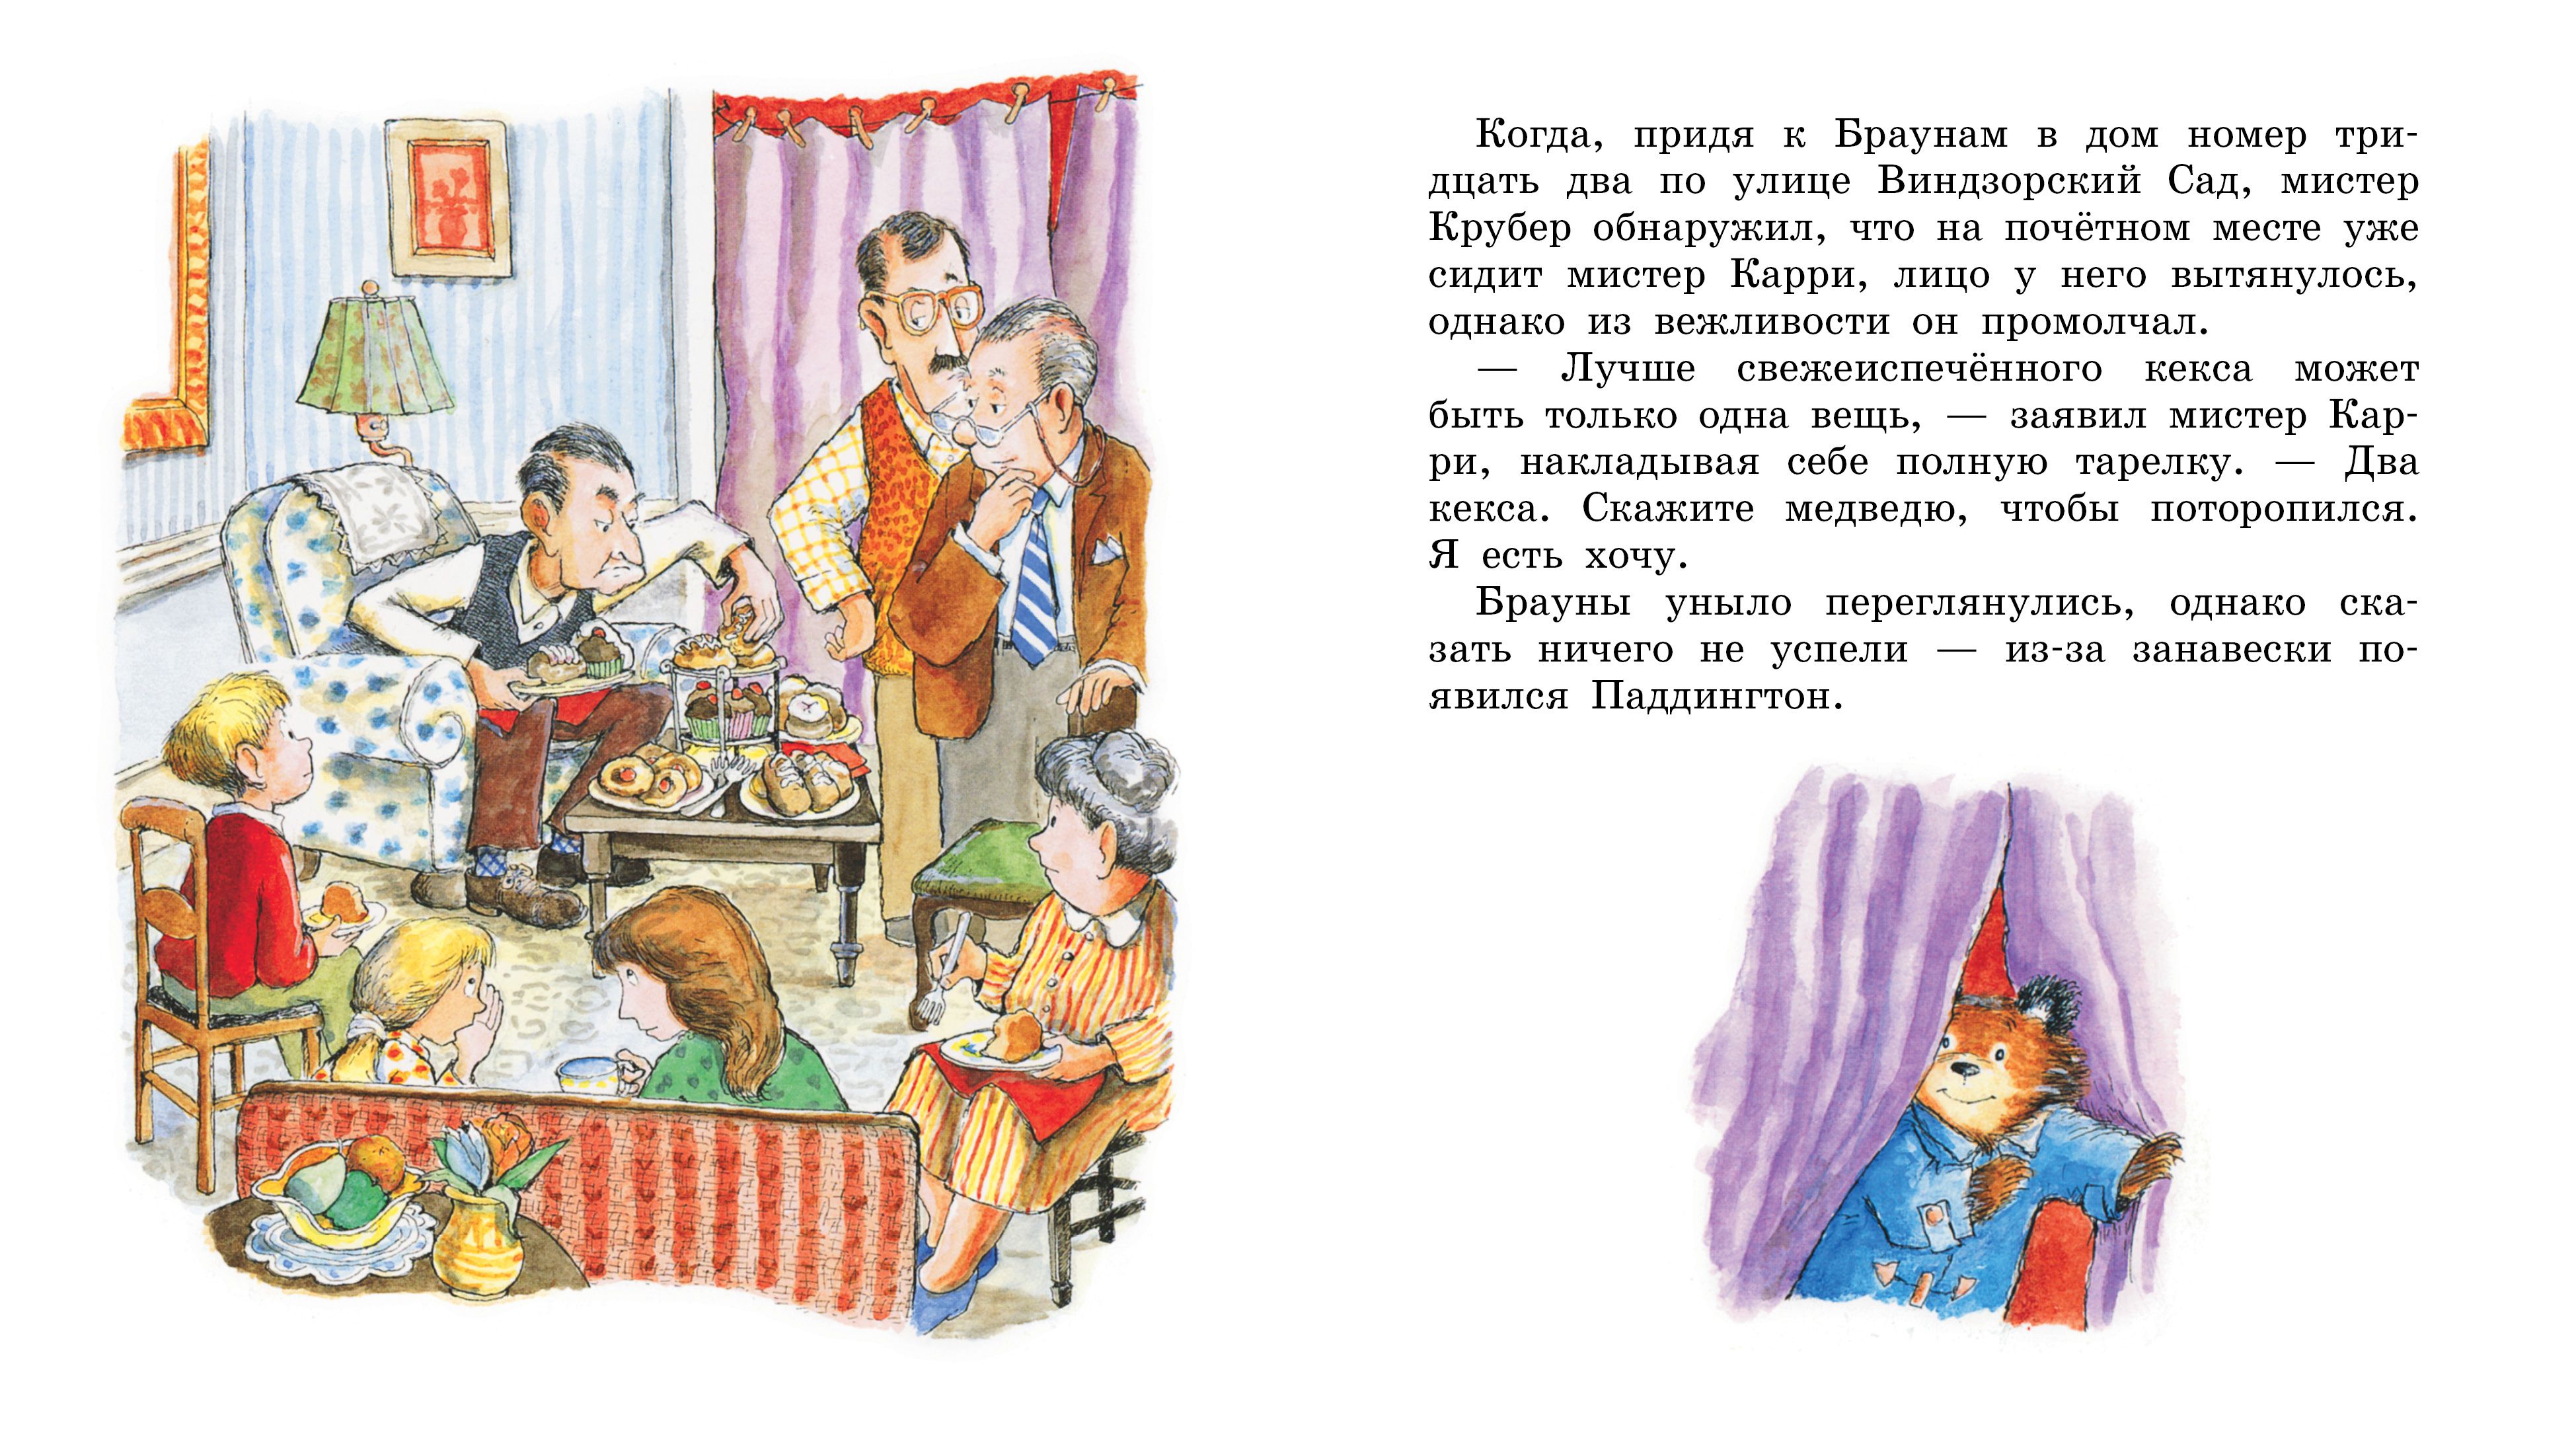 Когда, придя к Браунам в дом номер три-
дцать два по улице Виндзорский Сад, мистер
Крубер обнаружил, что на почётном месте уже
сидит мистер Карри, лицо у него вытянулось,
однако из вежливости он промолчал.
— Лучше свежеиспечённого кекса может
быть только одна вещь, — заявил мистер Кар-
ри, накладывая себе полную тарелку. — Два
кекса. Скажите медведю, чтобы поторопился.
Я есть хочу.
Брауны уныло переглянулись, однако ска-
зать ничего не успели — из-за занавески по-
явился Паддингтон.